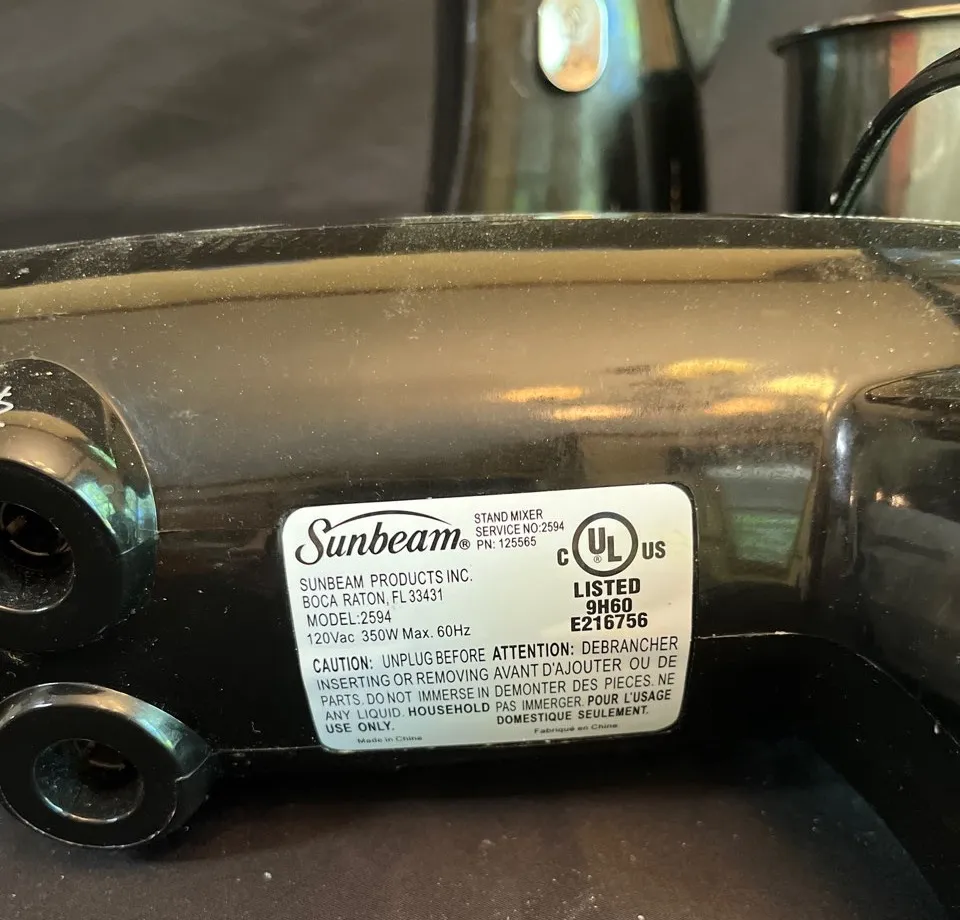 Sunbeam®
STAND MIXER
SERVICE NO:2594
PN: 125565
SUNBEAM PRODUCTS INC.
BOCA RATON, FL 33431
MODEL:2594
120Vac 350W Max. 60Hz
C UL® US
LISTED
9H60
E216756
CAUTION: UNPLUG BEFORE
INSERTING OR REMOVING
PARTS. DO NOT IMMERSE IN
ANY LIQUID. HOUSEHOLD
USE ONLY.
Made in China
ATTENTION: DEBRANCHER
AVANT D'AJOUTER OU DE
DEMONTER DES PIECES. NE
PAS IMMERGER. POUR L'USAGE
DOMESTIQUE SEULEMENT.
Fabriqué en China